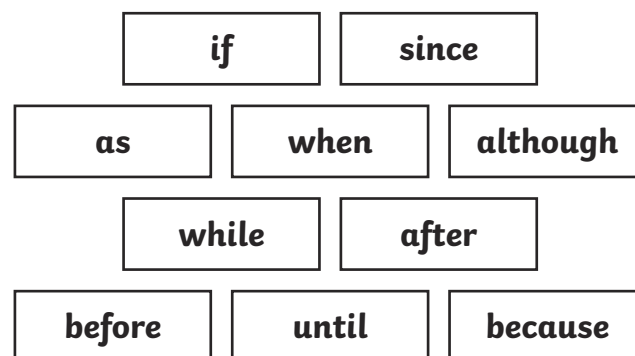 if since
as when although
while after
before until because